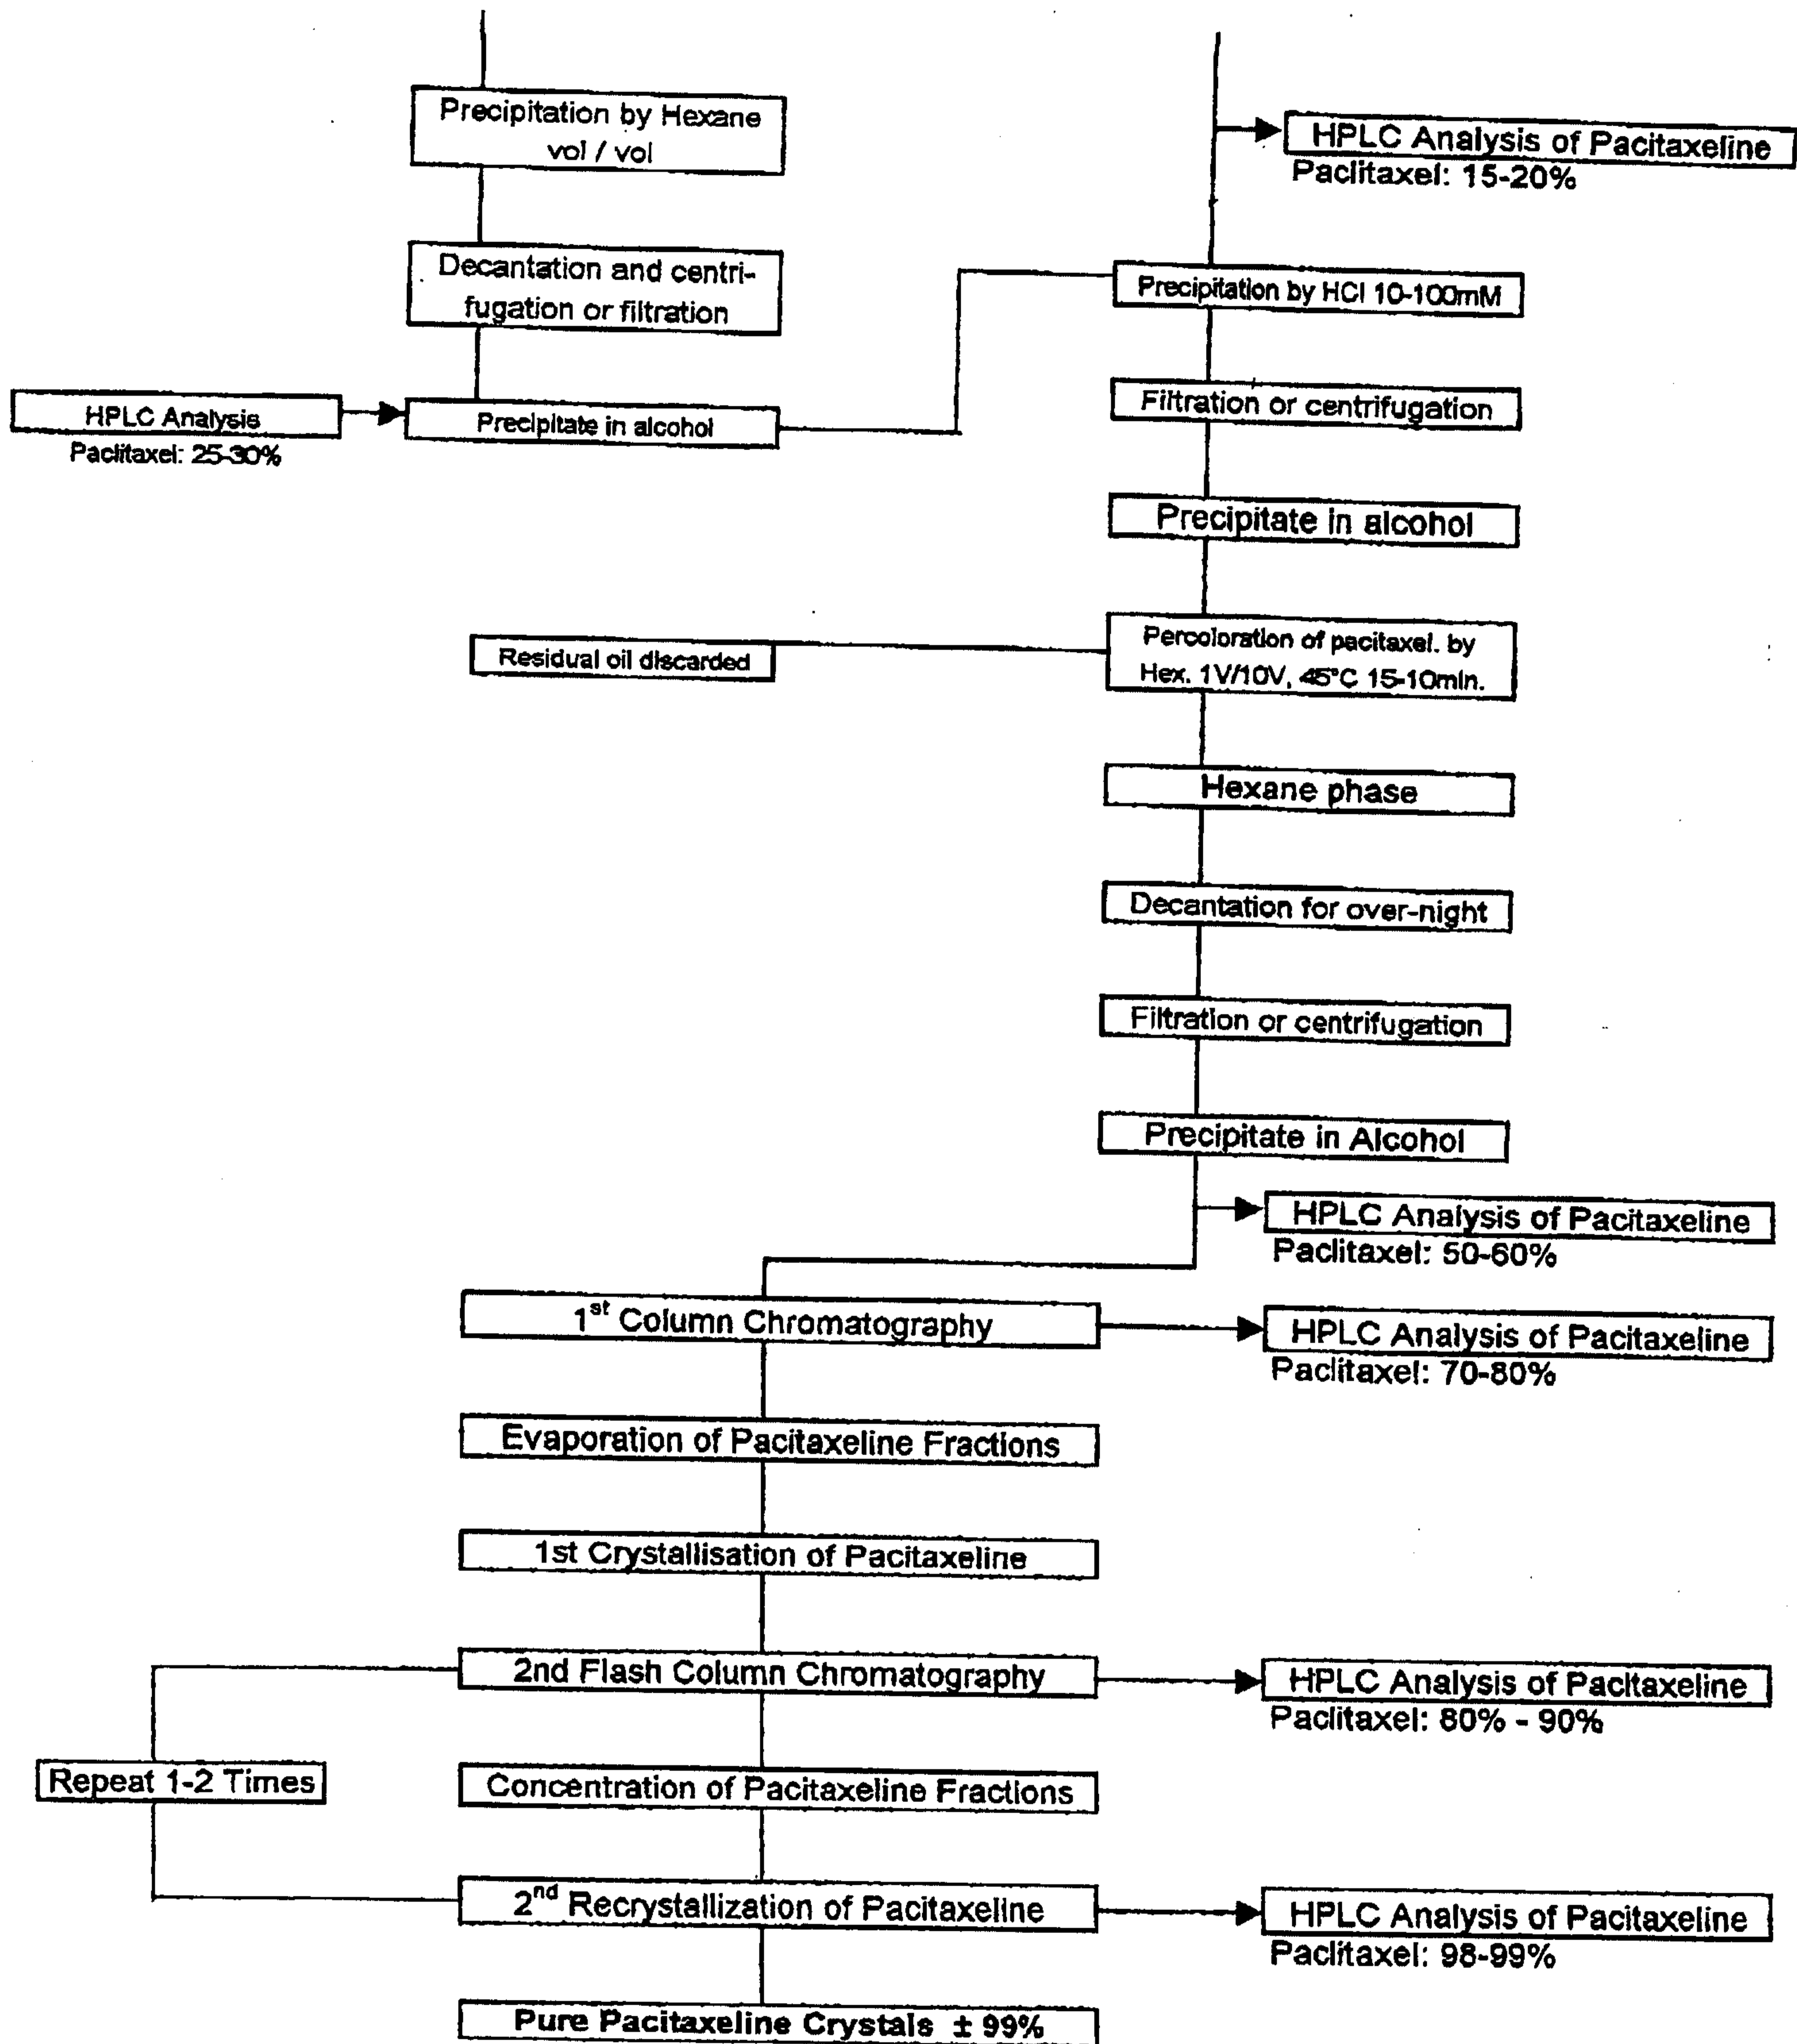 Precipitation by Hexane
vol / vol
HPLC Analysis of Pacitaxeline
Paclitaxel: 15-20%
Decantation and centri-
fugation or filtration
Precipitation by HCl 10-100mM
HPLC Analysis
Paclitaxel: 25-30%
Precipitate in alcohol
Filtration or centrifugation
Precipitate in alcohol
Residual oil discarded
Percoloration of pacitaxel. by
Hex. 1V/10V, 45°C 15-10min.
Hexane phase
Decantation for over-night
Filtration or centrifugation
Precipitate in Alcohol
HPLC Analysis of Pacitaxeline
Paclitaxel: 50-60%
1st Column Chromatography
HPLC Analysis of Pacitaxeline
Paclitaxel: 70-80%
Evaporation of Pacitaxeline Fractions
1st Crystallisation of Pacitaxeline
2nd Flash Column Chromatography
HPLC Analysis of Pacitaxeline
Paclitaxel: 80% - 90%
Repeat 1-2 Times
Concentration of Pacitaxeline Fractions
2nd Recrystallization of Pacitaxeline
HPLC Analysis of Pacitaxeline
Paclitaxel: 98-99%
Pure Pacitaxeline Crystals ± 99%